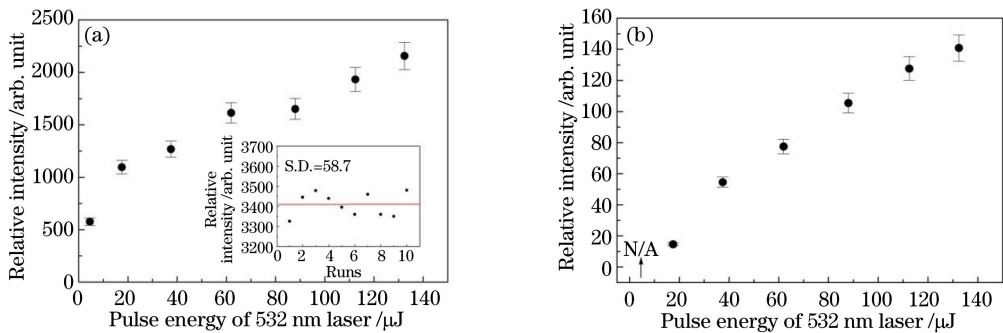 (a)
Relative intensity /arb. unit
2500
2000
1500
1000
500
0
0 20 40 60 80 100 120 140
Pulse energy of 532 nm laser /μJ
S.D.=58.7
Relative
intensity /arb. unit
3700
3600
3500
3400
3300
3200
0 2 4 6 8 10
Runs
(b)
Relative intensity /arb. unit
160
140
120
100
80
60
40
20
0
N/A
0 20 40 60 80 100 120 140
Pulse energy of 532 nm laser /μJ